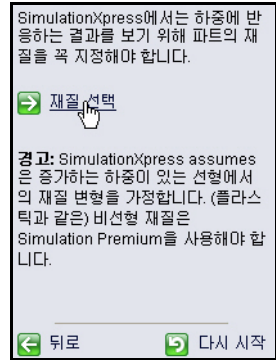 SimulationXpress에서는 하중에 반
응하는 결과를 보기 위해 파트의 재
질을 꼭 지정해야 합니다.
재질 선택
경고: SimulationXpress assumes
은 증가하는 하중이 있는 선형에서
의 재질 변형을 가정합니다. (플라스
틱과 같은) 비선형 재질은
Simulation Premium을 사용해야 합
니다.
뒤로
다시 시작